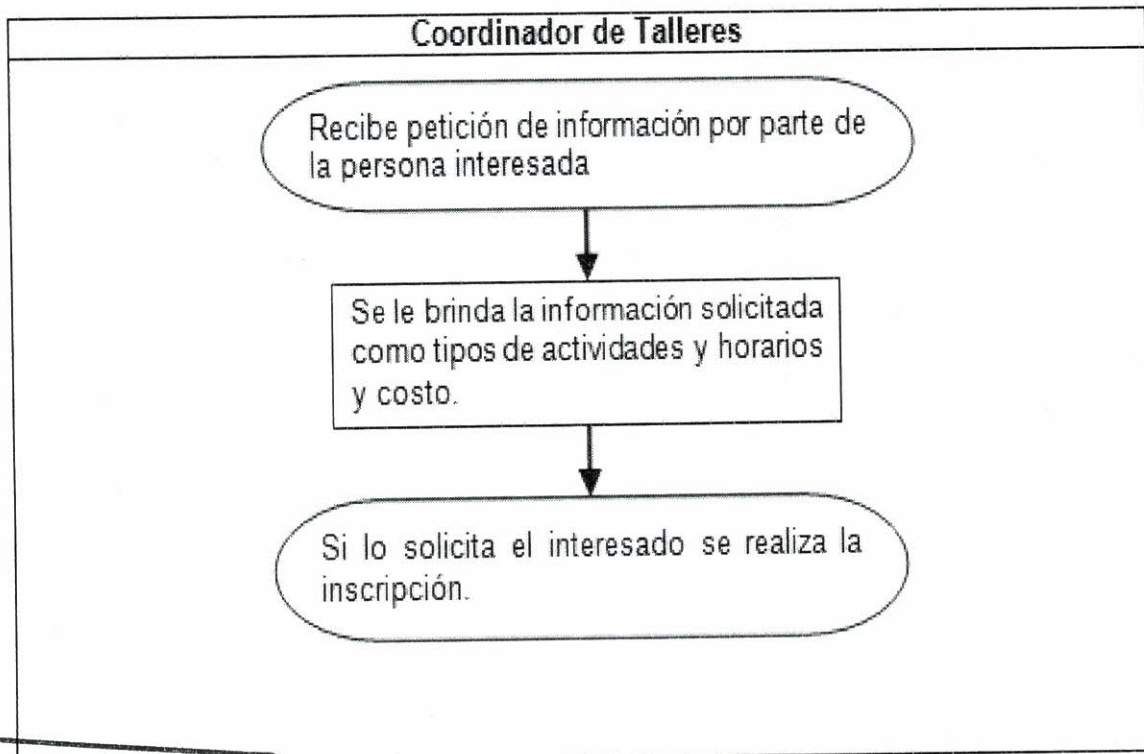 Coordinador de Talleres
Recibe petición de información por parte de
la persona interesada
Se le brinda la información solicitada
como tipos de actividades y horarios
y costo.
Si lo solicita el interesado se realiza la
inscripción.